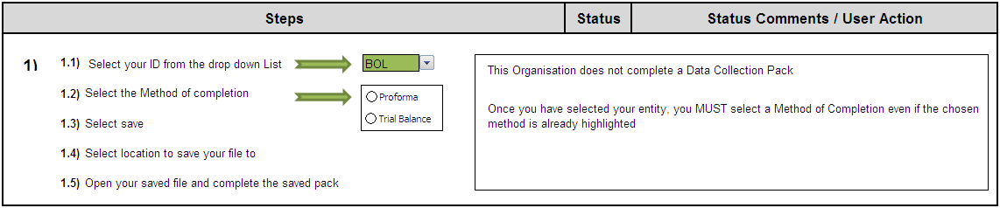 Steps Status Status Comments / User Action
1) 1.1) Select your ID from the drop down List BOL
1.2) Select the Method of completion
Proforma
Trial Balance
1.3) Select save
1.4) Select location to save your file to
1.5) Open your saved file and complete the saved pack
This Organisation does not complete a Data Collection Pack
Once you have selected your entity, you MUST select a Method of Completion even if the chosen
method is already highlighted